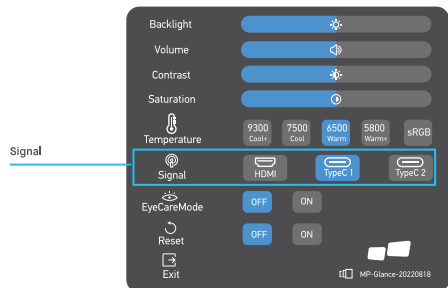 Backlight
Volume
Contrast
Saturation
Temperature
9300 Cool+
7500 Cool
6500 Warm
5800 Warm+
sRGB
Signal
Signal
HDMI
TypeC 1
TypeC 2
EyeCareMode
OFF
ON
Reset
OFF
ON
Exit
MP-Glance-20220818